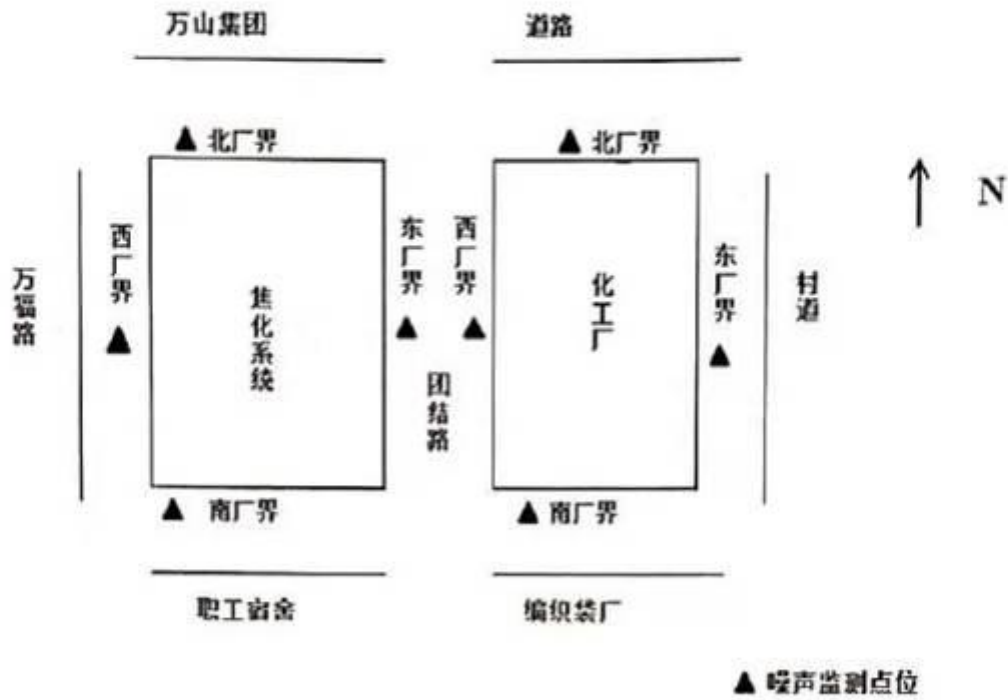 万山集团
道路
▲ 北厂界
▲ 北厂界
N
万福路
西厂界
焦化系统
东厂界
西厂界
化工厂
东厂界
村道
团结路
▲ 南厂界
▲ 南厂界
职工宿舍
编织袋厂
▲ 噪声监测点位